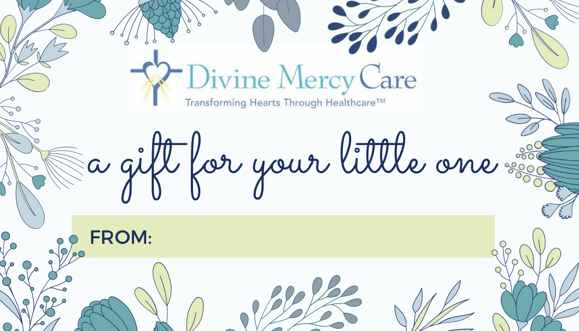 Divine Mercy Care
Transforming Hearts Through Healthcare™
a gift for your little one
FROM: